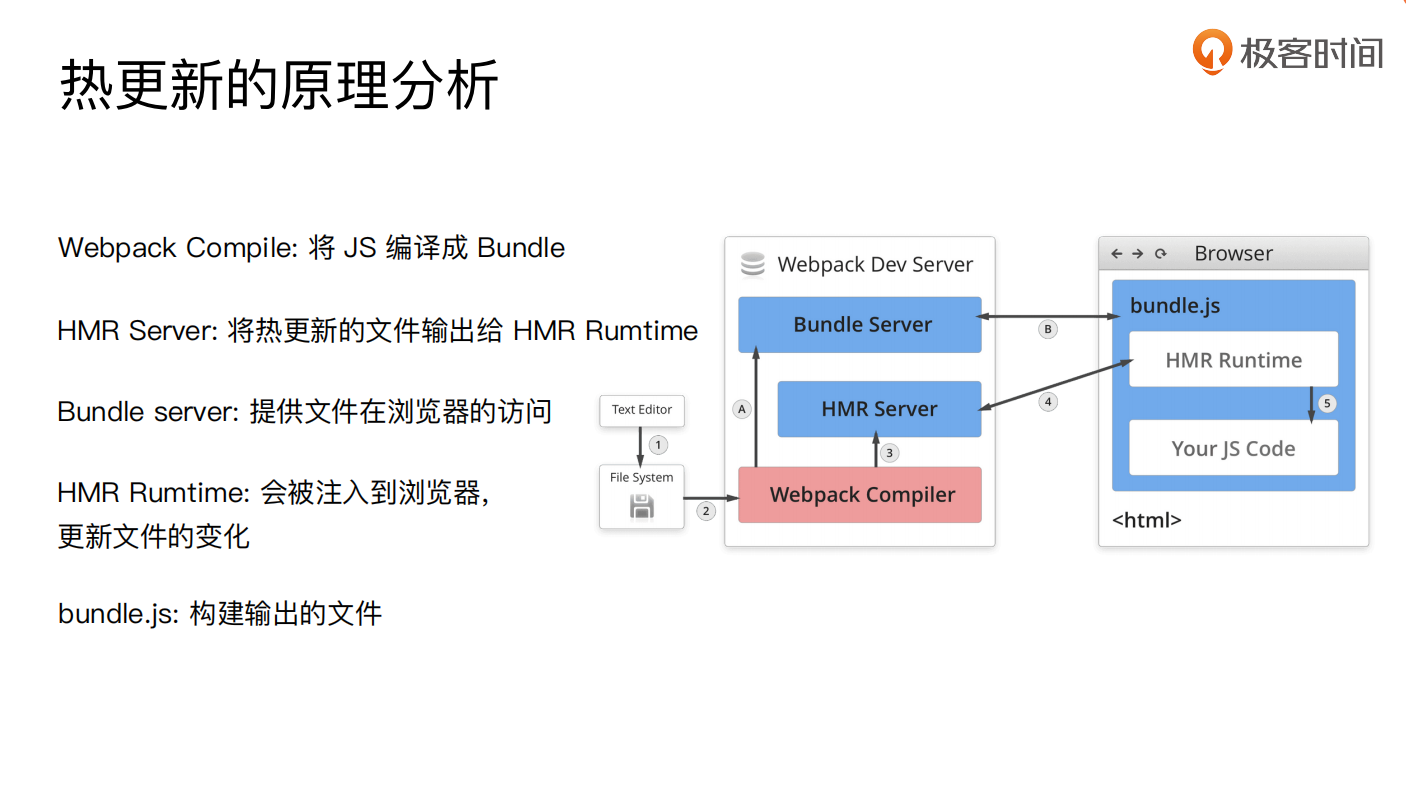 极客时间
热更新的原理分析
Webpack Compile: 将 JS 编译成 Bundle
HMR Server: 将热更新的文件输出给 HMR Rumtime
Bundle server: 提供文件在浏览器的访问
HMR Rumtime: 会被注入到浏览器，
更新文件的变化
bundle.js: 构建输出的文件
Text Editor
1
File System
2
Webpack Dev Server
Bundle Server
A
HMR Server
3
Webpack Compiler
B
4
Browser
bundle.js
HMR Runtime
5
Your JS Code
<html>